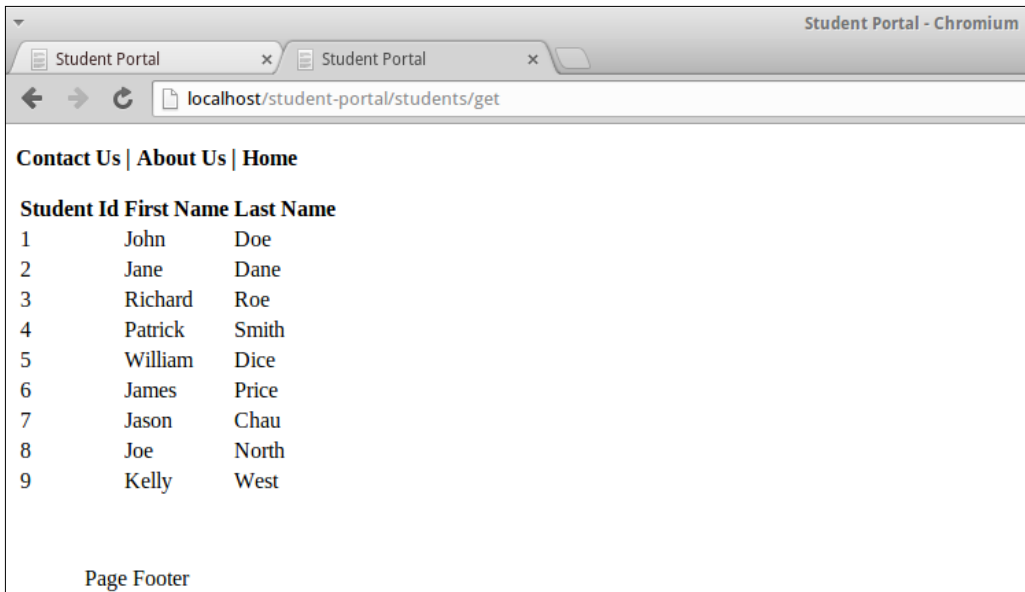 Student Portal - Chromium
Student Portal × Student Portal ×
localhost/student-portal/students/get
Contact Us | About Us | Home
Student Id First Name Last Name
1 John Doe
2 Jane Dane
3 Richard Roe
4 Patrick Smith
5 William Dice
6 James Price
7 Jason Chau
8 Joe North
9 Kelly West
Page Footer